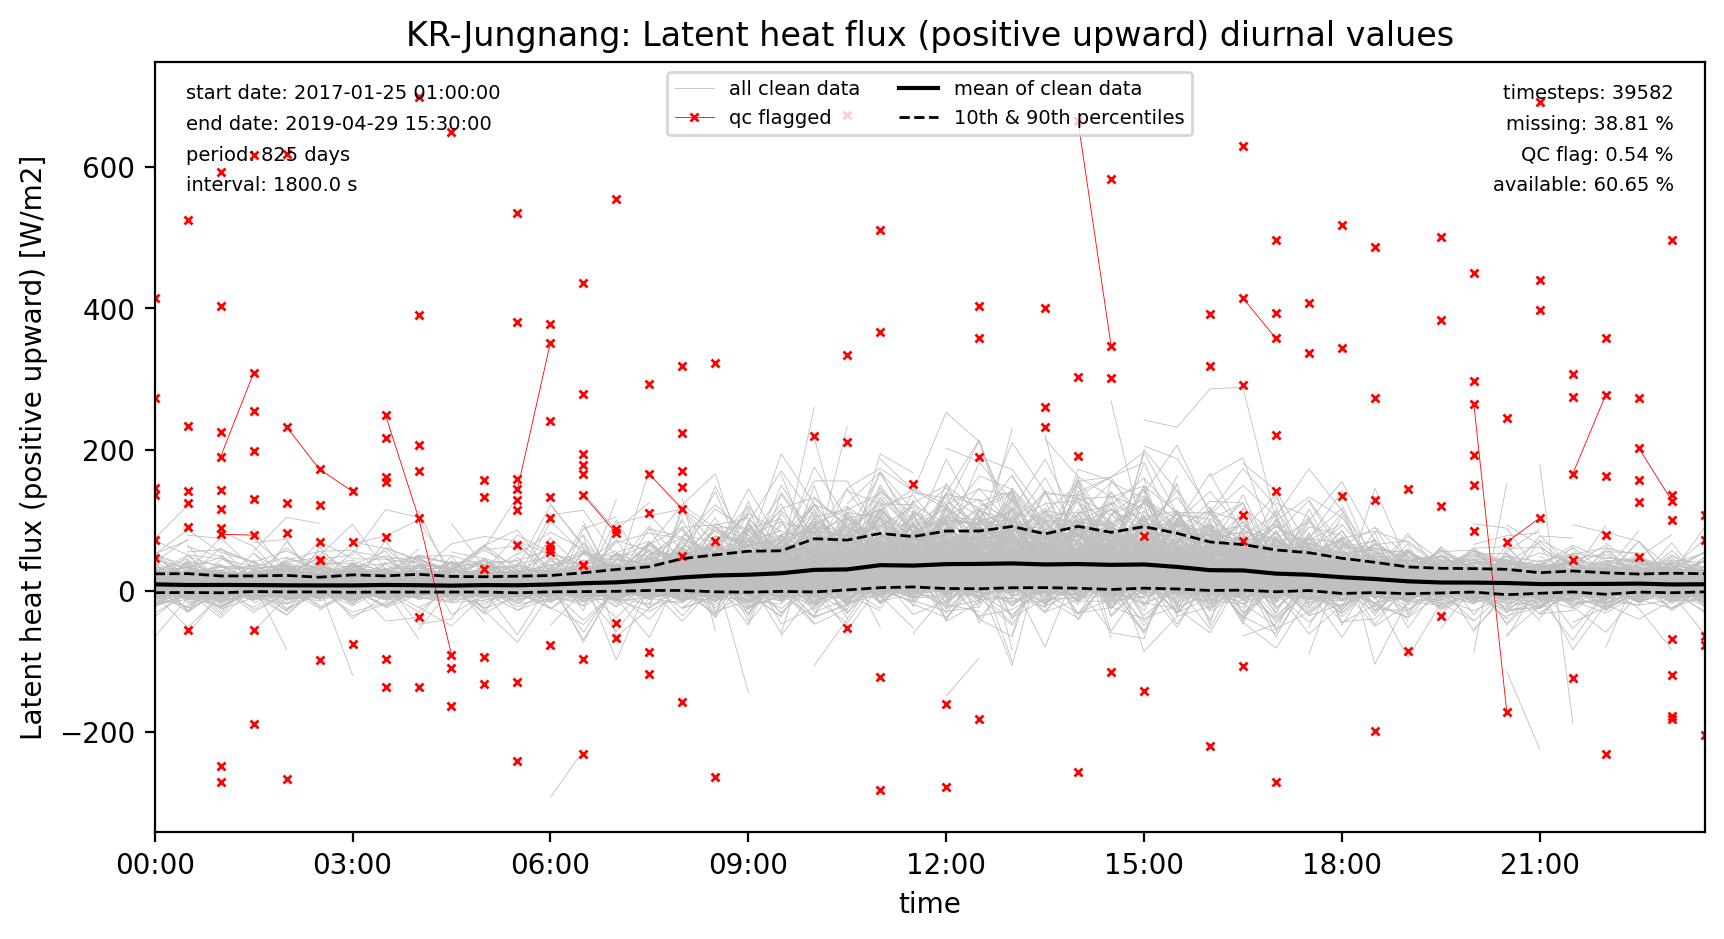 KR-Jungnang: Latent heat flux (positive upward) diurnal values
start date: 2017-01-25 01:00:00
end date: 2019-04-29 15:30:00
period: 825 days
interval: 1800.0 s
all clean data
qc flagged
mean of clean data
10th & 90th percentiles
timesteps: 39582
missing: 38.81 %
QC flag: 0.54 %
available: 60.65 %
Latent heat flux (positive upward) [W/m2]
600
400
200
0
−200
00:00 03:00 06:00 09:00 12:00 15:00 18:00 21:00
time